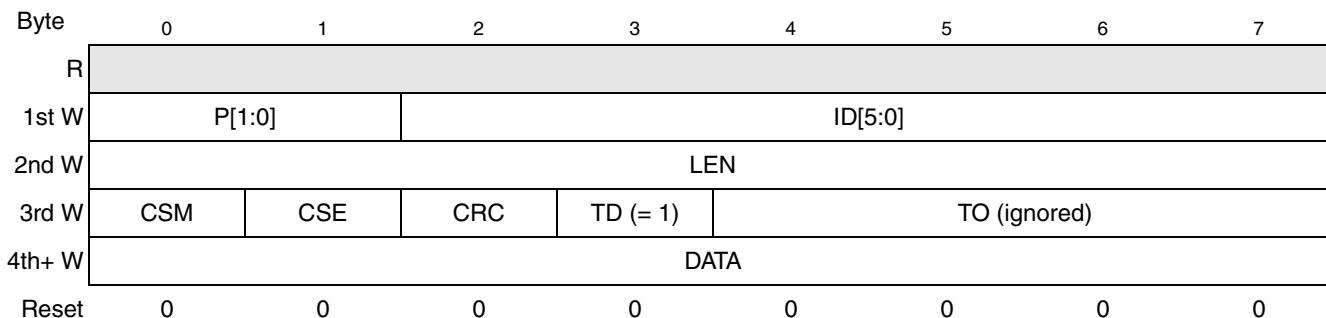 Byte 0 1 2 3 4 5 6 7
R
1st W P[1:0] ID[5:0]
2nd W LEN
3rd W CSM CSE CRC TD (= 1) TO (ignored)
4th+ W DATA
Reset 0 0 0 0 0 0 0 0